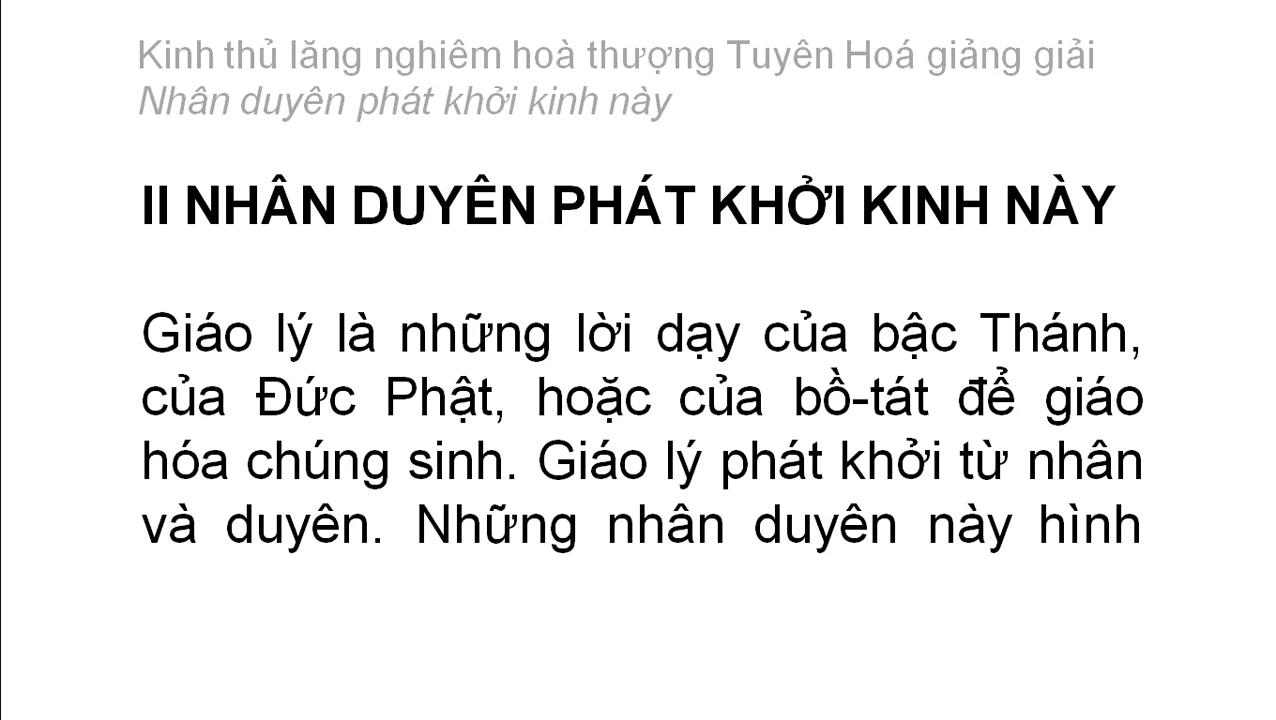 Kinh thủ lăng nghiêm hoà thượng Tuyên Hoá giảng giải
Nhân duyên phát khởi kinh này
II NHÂN DUYÊN PHÁT KHỞI KINH NÀY
Giáo lý là những lời dạy của bậc Thánh,
của Đức Phật, hoặc của bồ-tát để giáo
hóa chúng sinh. Giáo lý phát khởi từ nhân
và duyên. Những nhân duyên này hình